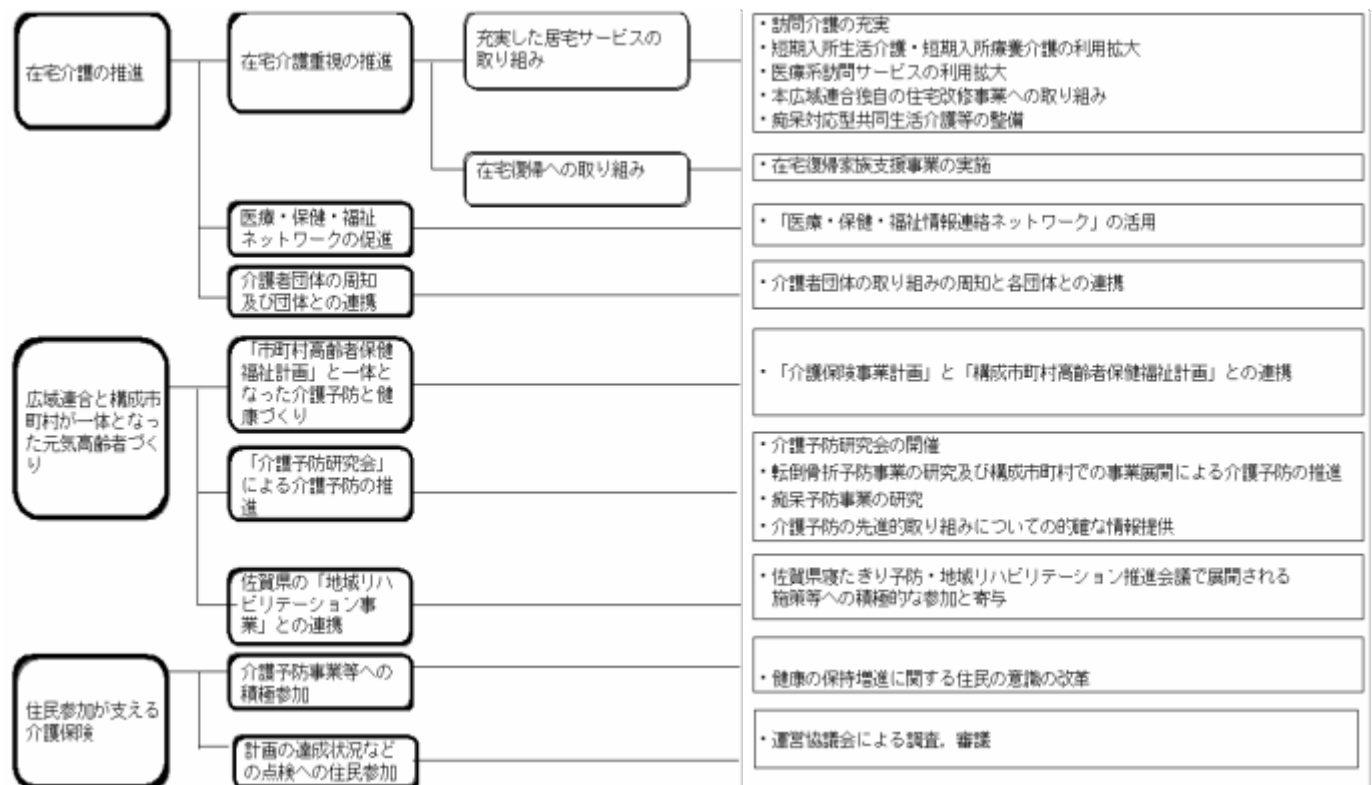 在宅介護の推進
在宅介護重視の推進
充実した居宅サービスの
取り組み
・訪問介護の充実
・短期入所生活介護・短期入所療養介護の利用拡大
・医療系訪問サービスの利用拡大
・本広域連合独自の住宅改修事業への取り組み
・痴呆対応型共同生活介護等の整備
在宅復帰への取り組み
・在宅復帰家族支援事業の実施
医療・保健・福祉
ネットワークの促進
・「医療・保健・福祉情報連絡ネットワーク」の活用
介護者団体の周知
及び団体との連携
・介護者団体の取り組みの周知と各団体との連携
広域連合と構成市
町村が一体となっ
た元気高齢者づく
り
「市町村高齢者保健
福祉計画」と一体と
なった介護予防と健
康づくり
・「介護保険事業計画」と「構成市町村高齢者保健福祉計画」との連携
「介護予防研究会」
による介護予防の推
進
・介護予防研究会の開催
・転倒骨折予防事業の研究及び構成市町村での事業展開による介護予防の推進
・痴呆予防事業の研究
・介護予防の先進的取り組みについての的確な情報提供
佐賀県の「地域リハ
ビリテーション事
業」との連携
・佐賀県寝たきり予防・地域リハビリテーション推進会議で展開される
施策等への積極的な参加と寄与
住民参加が支える
介護保険
介護予防事業等への
積極参加
・健康の保持増進に関する住民の意識の改革
計画の達成状況など
の点検への住民参加
・運営協議会による調査，審議